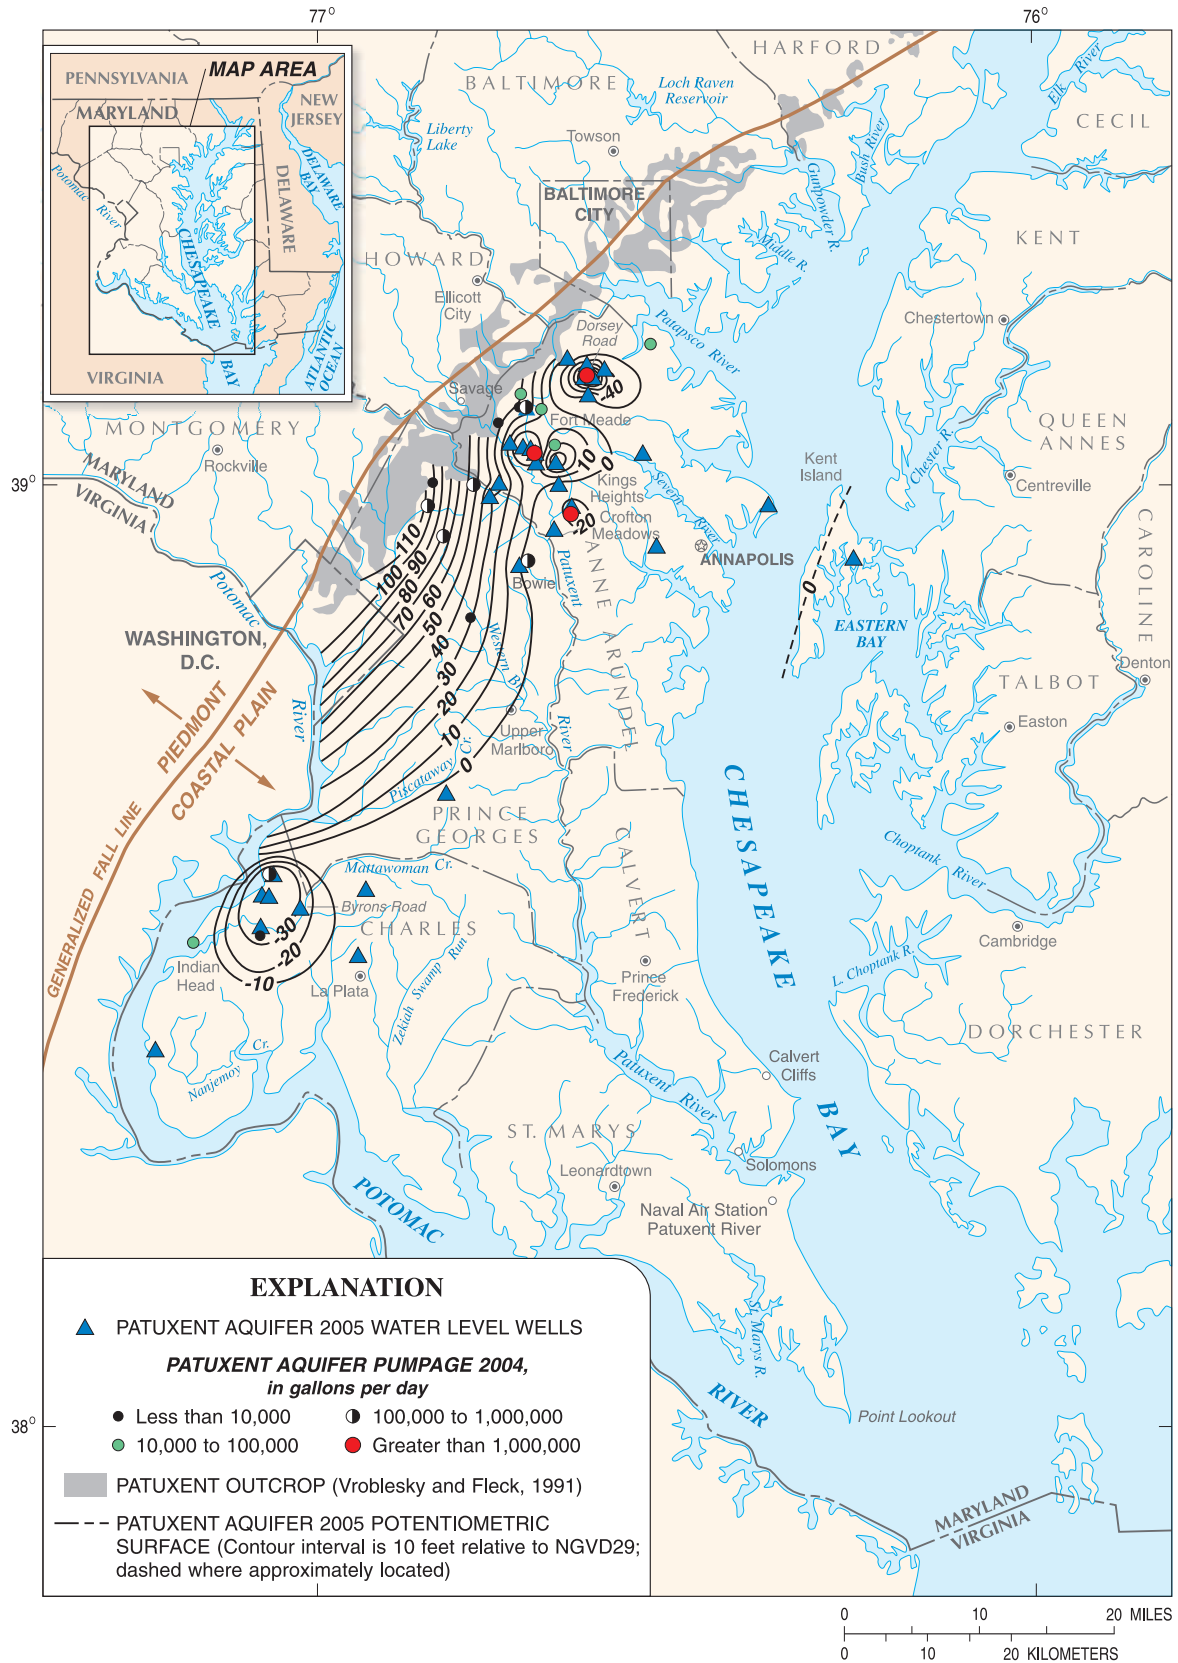 77°
76°
PENNSYLVANIA
MAP AREA
MARYLAND
NEW
JERSEY
Potomac
River
DELAWARE
DELAWARE
BAY
CHESAPEAKE
BAY
VIRGINIA
ATLANTIC
OCEAN
HARFORD
BALTIMORE
Loch Raven
Reservoir
Elk River
CECIL
Liberty
Lake
Towson
Bush River
Gunpowder R.
BALTIMORE
CITY
Middle R.
KENT
HOWARD
Ellicott
City
Chestertown
Dorsey
Road
Patapsco River
-40
Savage
Fort Meade
MONTGOMERY
Rockville
-10
0
QUEEN
ANNES
Chester R.
Kent
Island
39°
MARYLAND
VIRGINIA
Kings
Heights
Severn River
Centreville
-20
Crofton
Meadows
ANNAPOLIS
CAROLINE
110
100
90
80
70
60
50
40
30
20
10
0
Bowie
Patuxent
River
ANNE ARUNDEL
0
Potomac
River
WASHINGTON,
D.C.
Western Br.
EASTERN
BAY
Denton
TALBOT
PIEDMONT
COASTAL PLAIN
Easton
Upper
Marlboro
Piscataway Cr.
PRINCE
GEORGES
CHESAPEAKE
BAY
GENERALIZED FALL LINE
CALVERT
Choptank River
Mattawoman Cr.
Byrons Road
CHARLES
-30
-20
-10
Cambridge
Indian
Head
La Plata
Zekiah Swamp Run
Prince
Frederick
L. Choptank R.
DORCHESTER
Nanjemoy Cr.
Patuxent River
Calvert
Cliffs
ST. MARYS
Leonardtown
Solomons
POTOMAC
Naval Air Station
Patuxent River
St. Marys R.
RIVER
38°
Point Lookout
MARYLAND
VIRGINIA
EXPLANATION
PATUXENT AQUIFER 2005 WATER LEVEL WELLS
PATUXENT AQUIFER PUMPAGE 2004,
in gallons per day
Less than 10,000
100,000 to 1,000,000
10,000 to 100,000
Greater than 1,000,000
PATUXENT OUTCROP (Vroblesky and Fleck, 1991)
PATUXENT AQUIFER 2005 POTENTIOMETRIC
SURFACE (Contour interval is 10 feet relative to NGVD29;
dashed where approximately located)
0 10 20 MILES
0 10 20 KILOMETERS